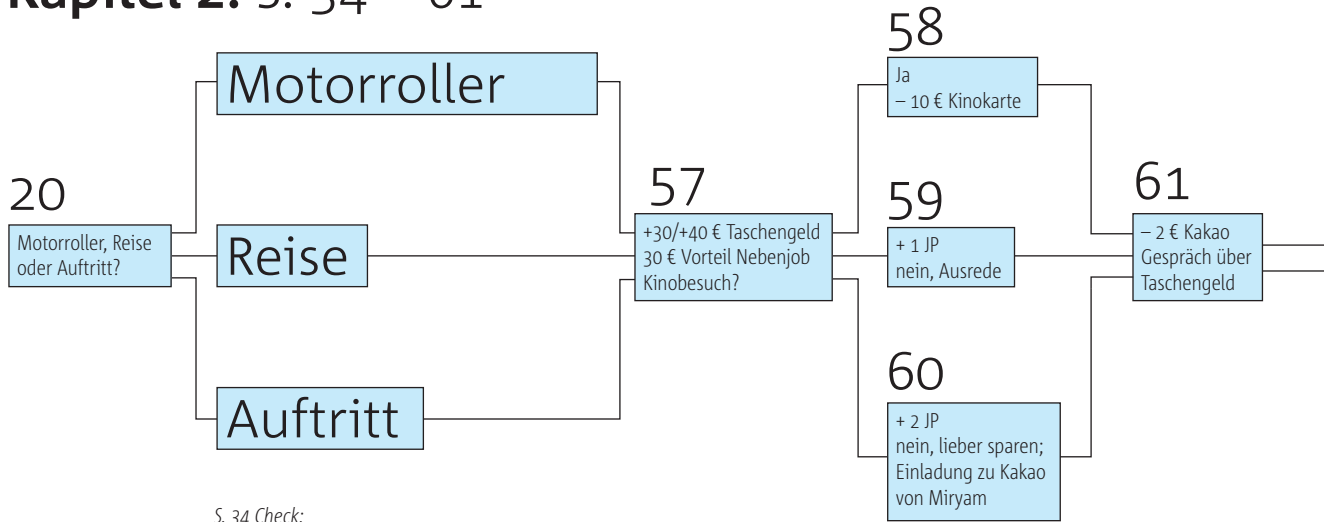 Kapitel 2: S. 34 – 61
20
Motorroller, Reise
oder Auftritt?
Motorroller
Reise
Auftritt
57
+30/+40 € Taschengeld
30 € Vorteil Nebenjob
Kinobesuch?
58
Ja
– 10 € Kinokarte
59
+ 1 JP
nein, Ausrede
60
+ 2 JP
nein, lieber sparen;
Einladung zu Kakao
von Miryam
61
– 2 € Kakao
Gespräch über
Taschengeld
S. 34 Check: